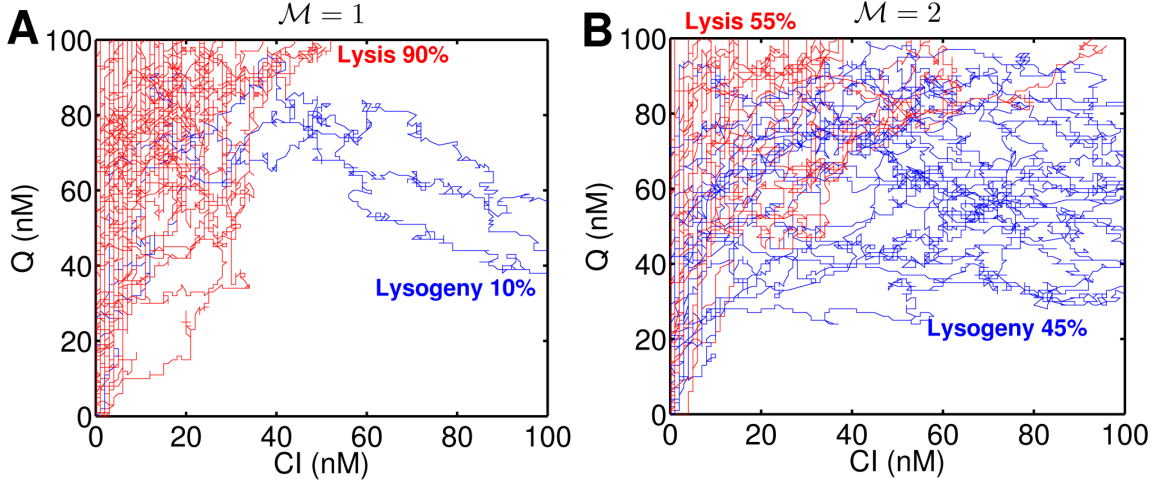 A
ℳ = 1
Lysis 90%
Lysogeny 10%
100
80
60
40
20
0
Q (nM)
0 20 40 60 80 100
CI (nM)
B
ℳ = 2
Lysis 55%
Lysogeny 45%
100
80
60
40
20
0
Q (nM)
0 20 40 60 80 100
CI (nM)